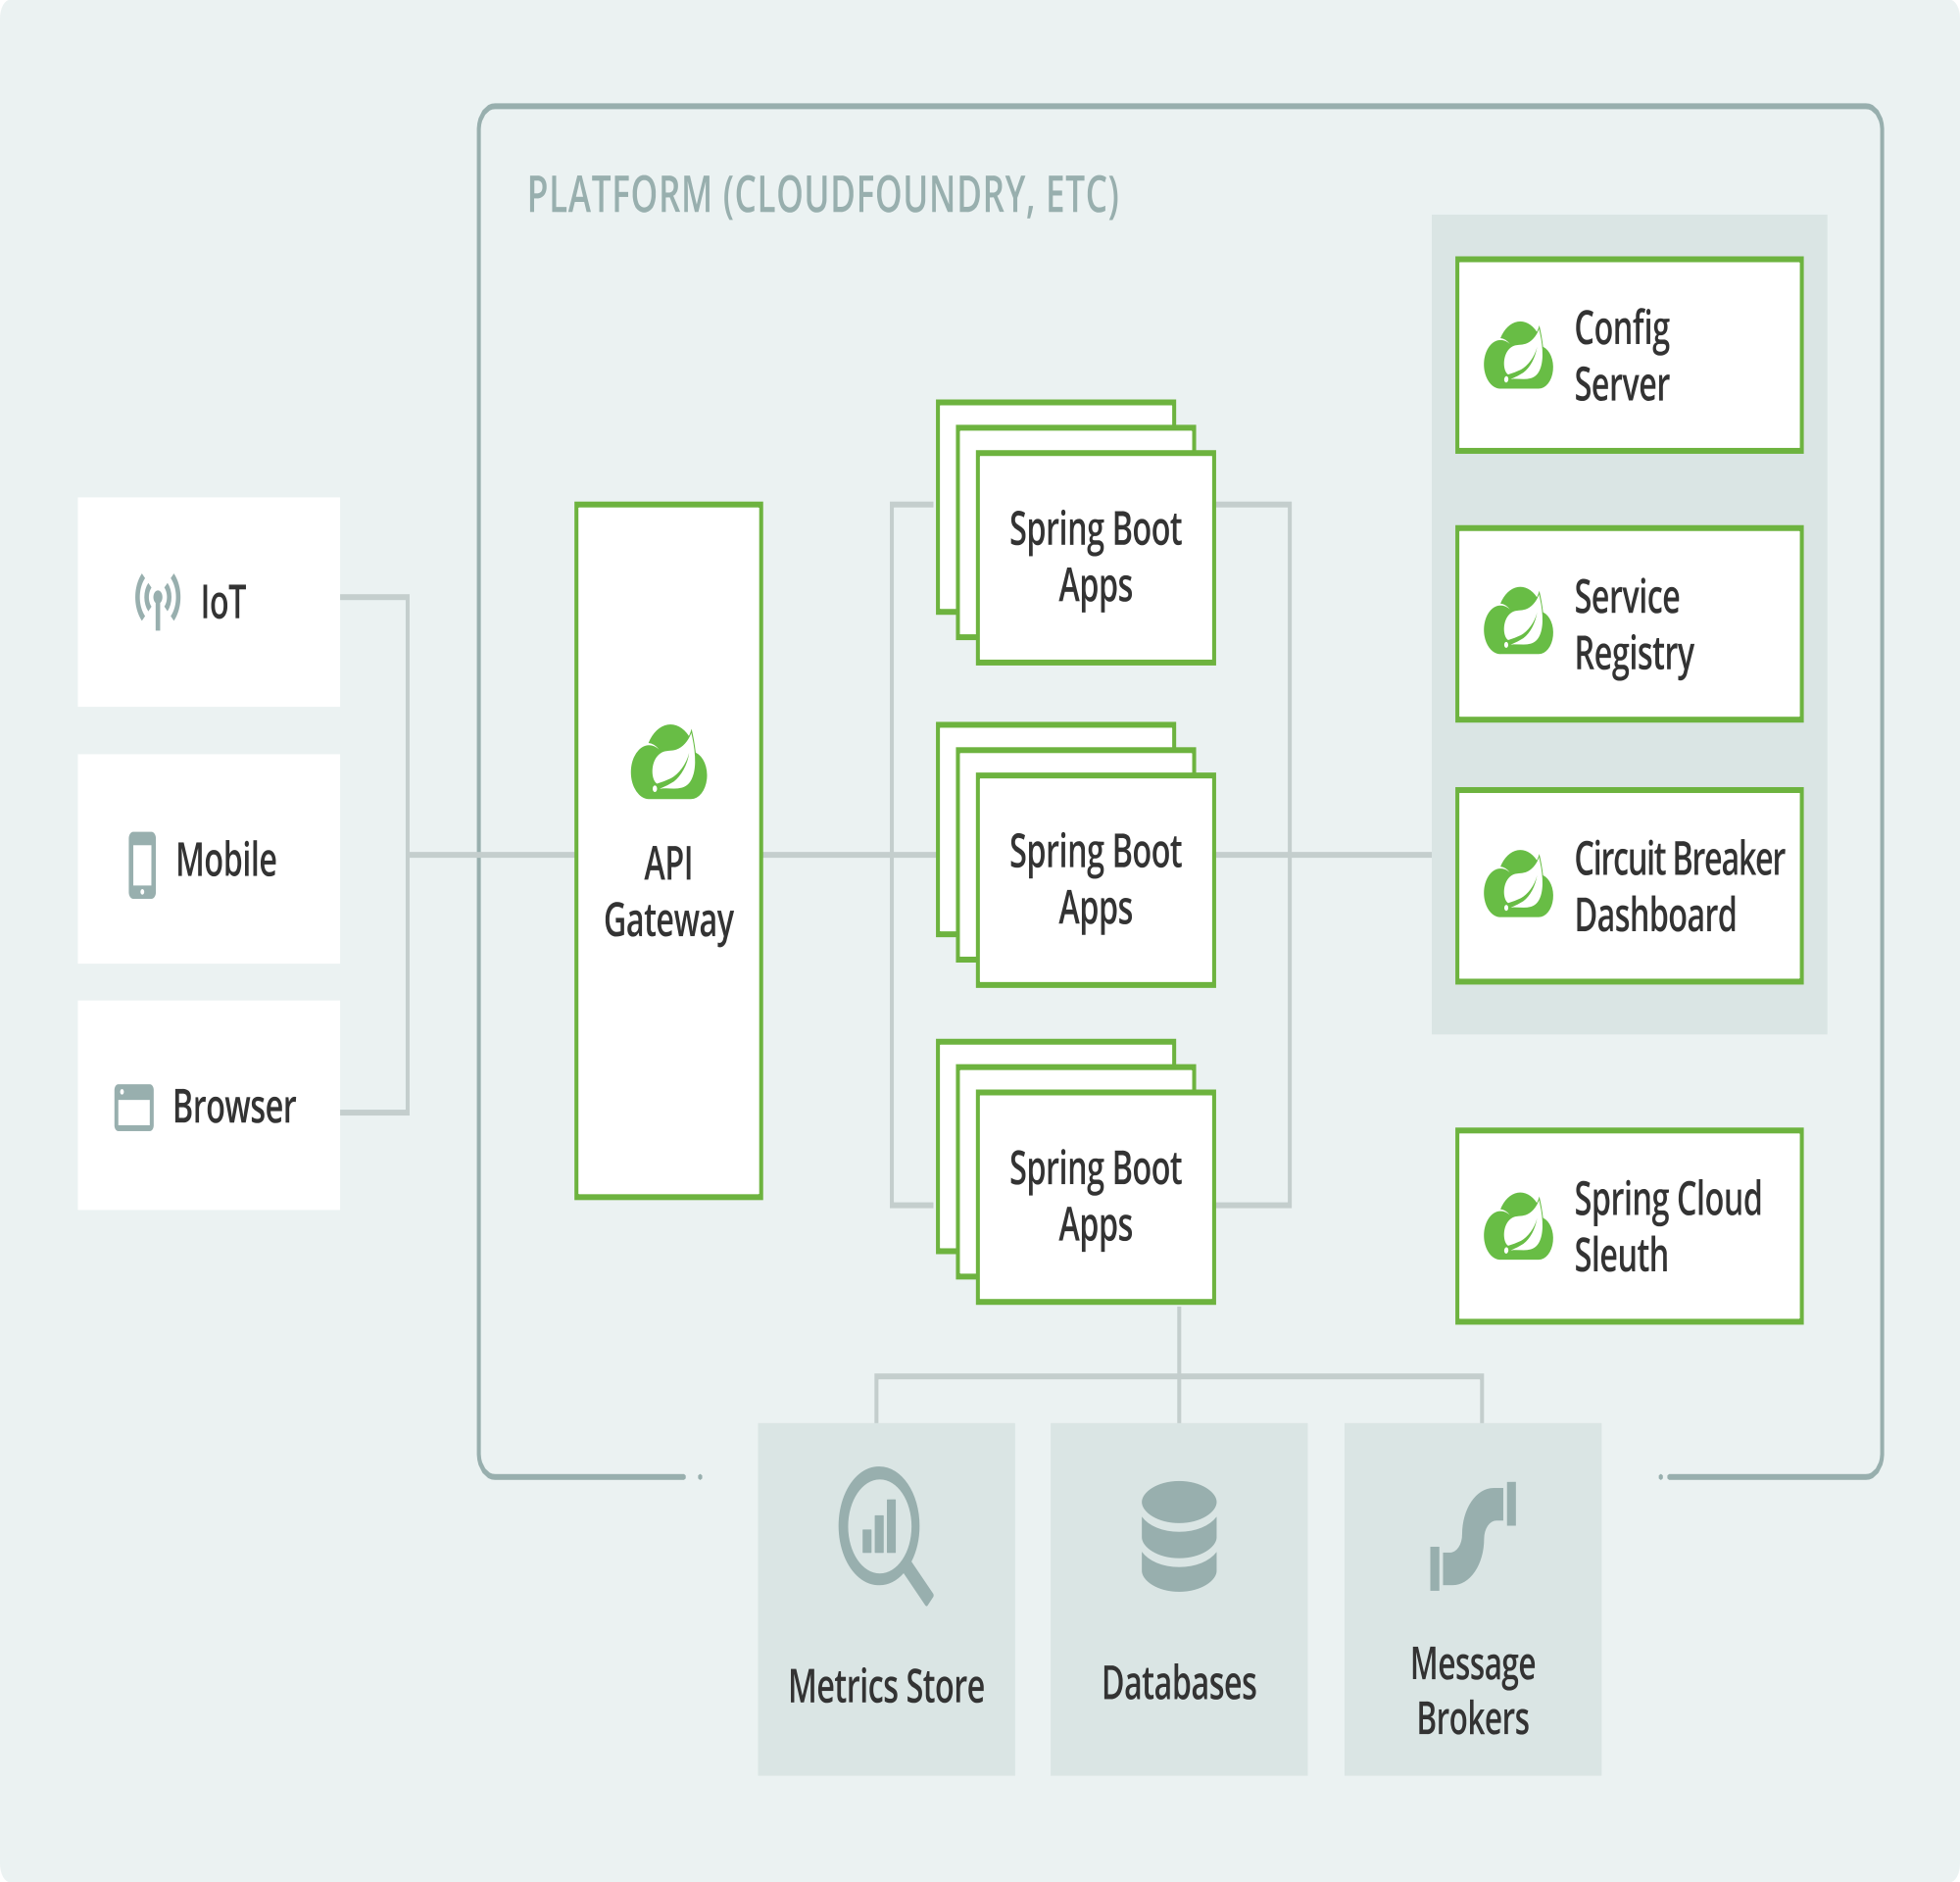 PLATFORM (CLOUDFOUNDRY, ETC)
IoT
Mobile
Browser
API
Gateway
Spring Boot
Apps
Spring Boot
Apps
Spring Boot
Apps
Config
Server
Service
Registry
Circuit Breaker
Dashboard
Spring Cloud
Sleuth
Metrics Store
Databases
Message
Brokers